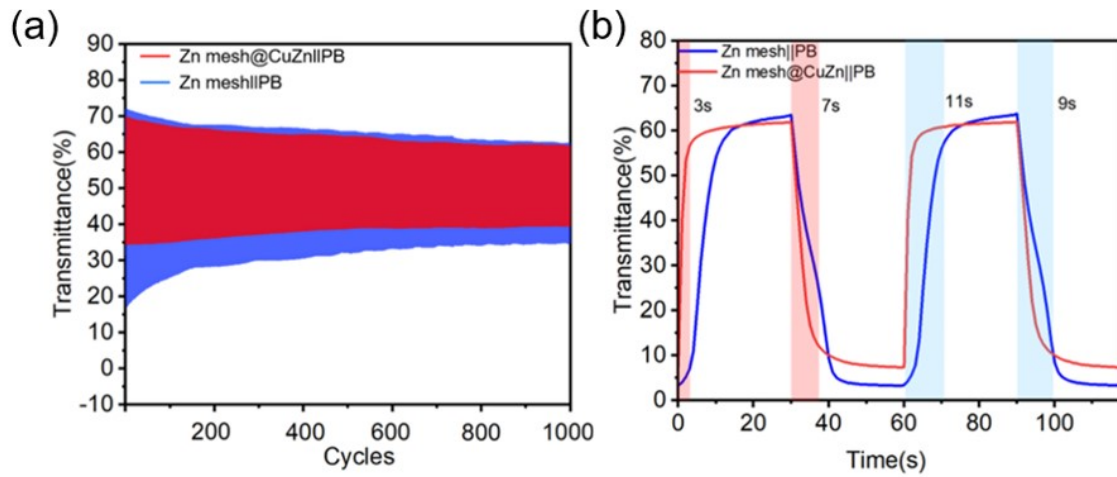 (a)
90
80
70
60
50
40
30
20
10
0
-10
Transmittance(%)
Zn mesh@CuZn||PB
Zn mesh||PB
200
400
600
800
1000
Cycles
(b)
80
70
60
50
40
30
20
10
0
Transmittance(%)
Zn mesh||PB
Zn mesh@CuZn||PB
3s
7s
11s
9s
0
20
40
60
80
100
Time(s)